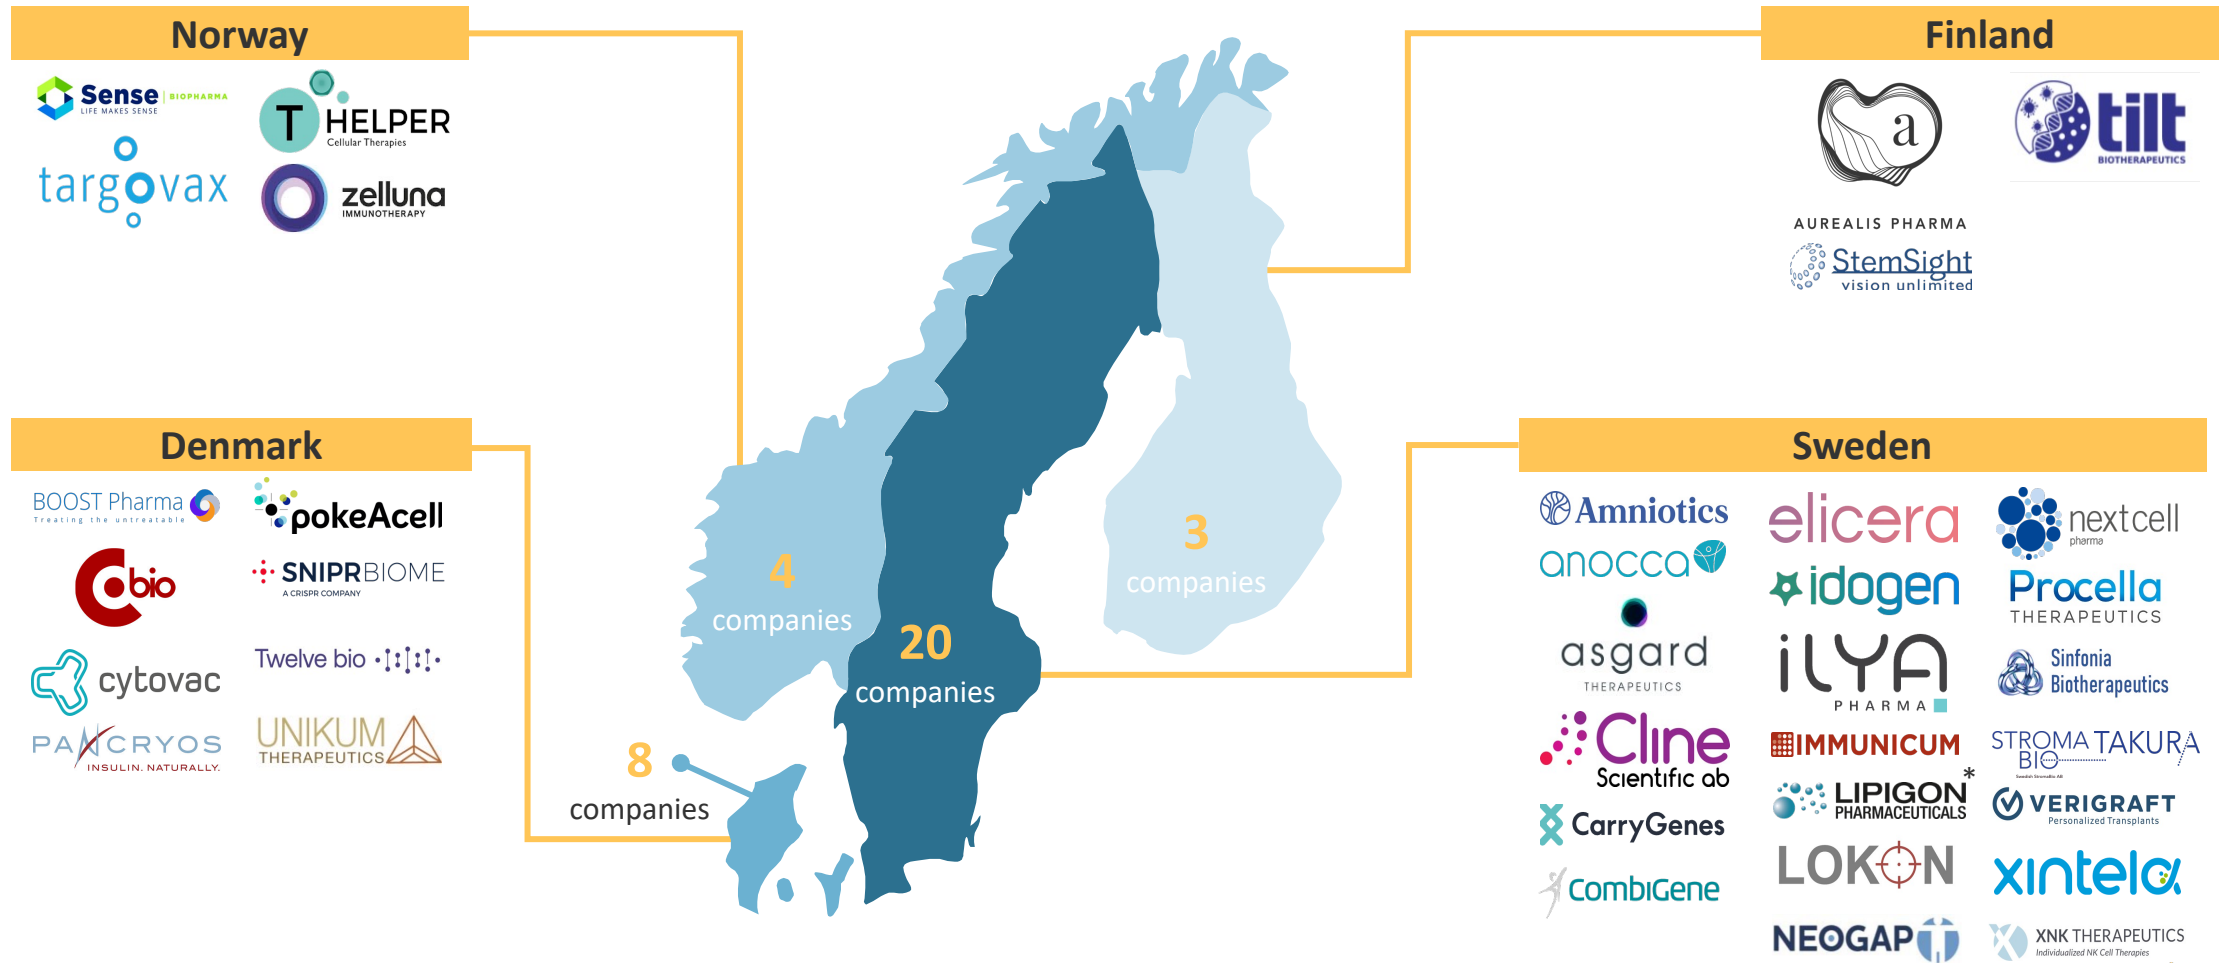 Norway
Sense BIOPHARMA
LIFE MAKES SENSE
T HELPER
Cellular Therapies
targovax
zelluna
IMMUNOTHERAPY
Finland
a
AUREALIS PHARMA
tilt
BIOTHERAPEUTICS
StemSight
vision unlimited
Denmark
BOOST Pharma
Treating the untreatable
pokeAcell
Cbio
SNIPRBIOME
A CRISPR COMPANY
cytovac
Twelve bio
PANCRYOS
INSULIN. NATURALLY.
UNIKUM
THERAPEUTICS
4
companies
20
companies
3
companies
8
companies
Sweden
Amniotics
anocca
asgard
THERAPEUTICS
Cline
Scientific ab
CarryGenes
CombiGene
elicera
idogen
iLYA
PHARMA
IMMUNICUM
LIPIGON*
PHARMACEUTICALS
LOKON
NEOGAP
nextcell
pharma
Procella
THERAPEUTICS
Sinfonia
Biotherapeutics
STROMA TAKURA
BIO
Swedish StromaBio AB
VERIGRAFT
Personalized Transplants
xintela
XNK THERAPEUTICS
Individualized NK Cell Therapies